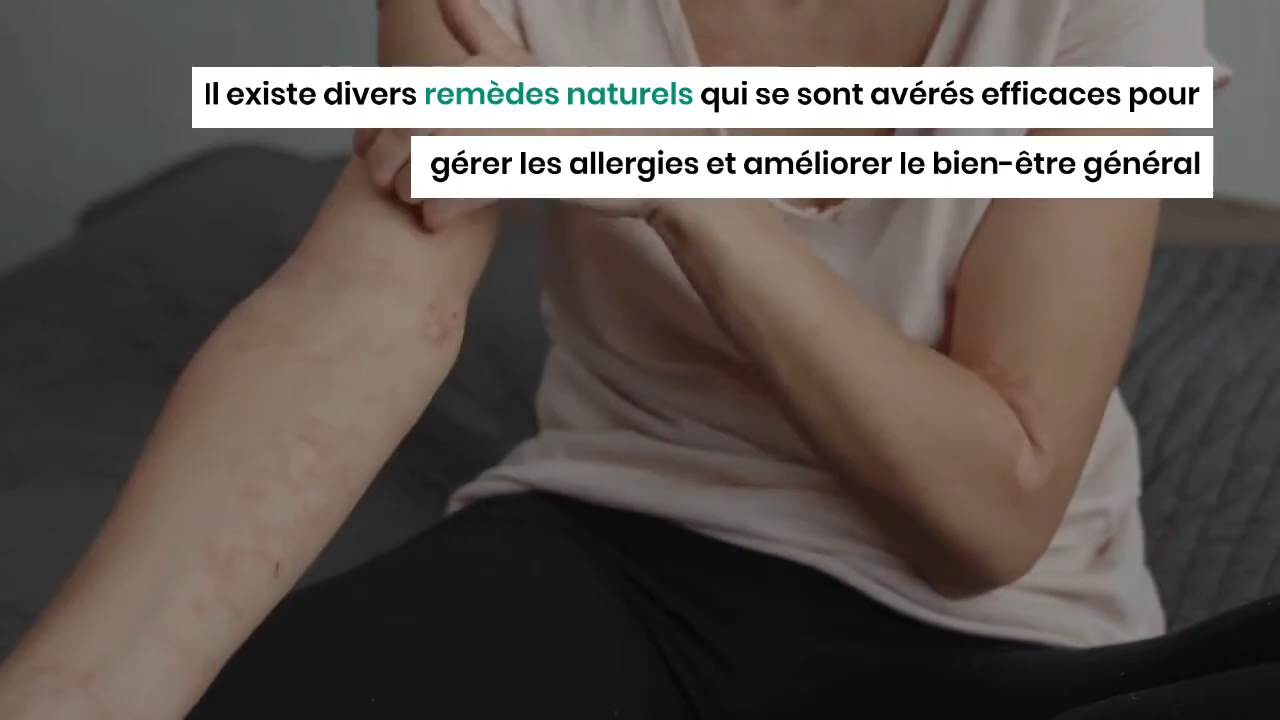 Il existe divers remèdes naturels qui se sont avérés efficaces pour
gérer les allergies et améliorer le bien-être général